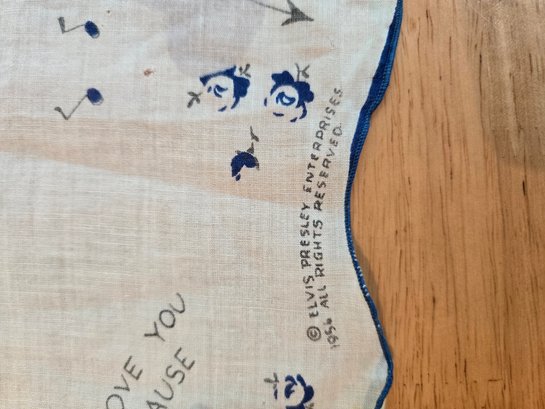 © ELVIS PRESLEY ENTERPRISES
1956 ALL RIGHTS RESERVED.
OVE YOU
AUSE